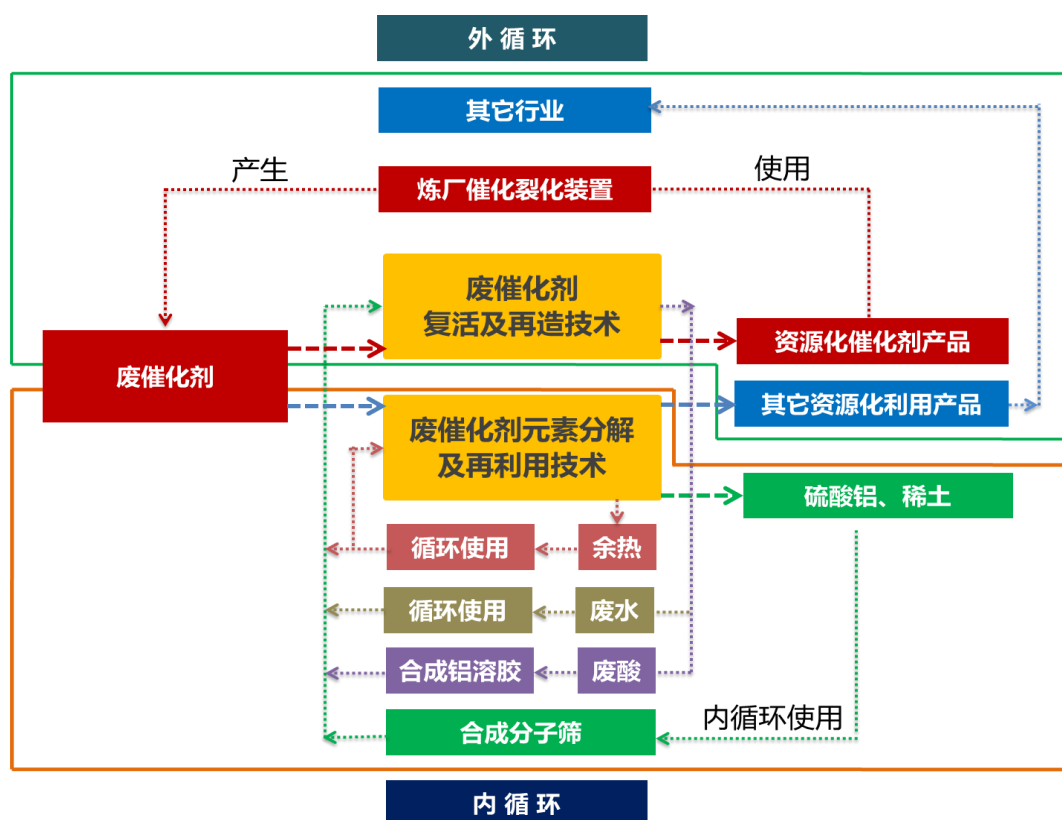 外循环
其它行业
产生
使用
炼厂催化裂化装置
废催化剂
复活及再造技术
资源化催化剂产品
废催化剂
其它资源化利用产品
废催化剂元素分解
及再利用技术
硫酸铝、稀土
循环使用
余热
循环使用
废水
合成铝溶胶
废酸
内循环使用
合成分子筛
内循环